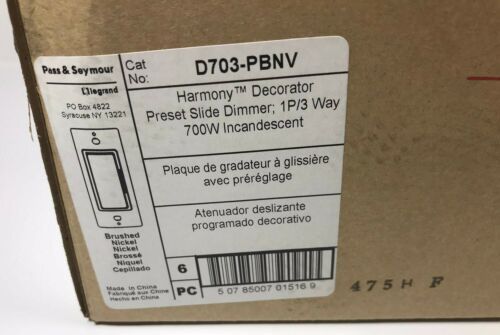 Pass & Seymour
legrand
PO Box 4822
Syracuse NY 13221
Cat
No:
D703-PBNV
Harmony™ Decorator
Preset Slide Dimmer; 1P/3 Way
700W Incandescent
Plaque de gradateur à glissière
avec préréglage
Atenuador deslizante
programado decorativo
Brushed
Nickel
Nickel
Brossé
Niquel
Cepillado
Made in China
Fabriqué aux Chine
Hecho en China
6
PC
5 07 85007 01516 9
475H F